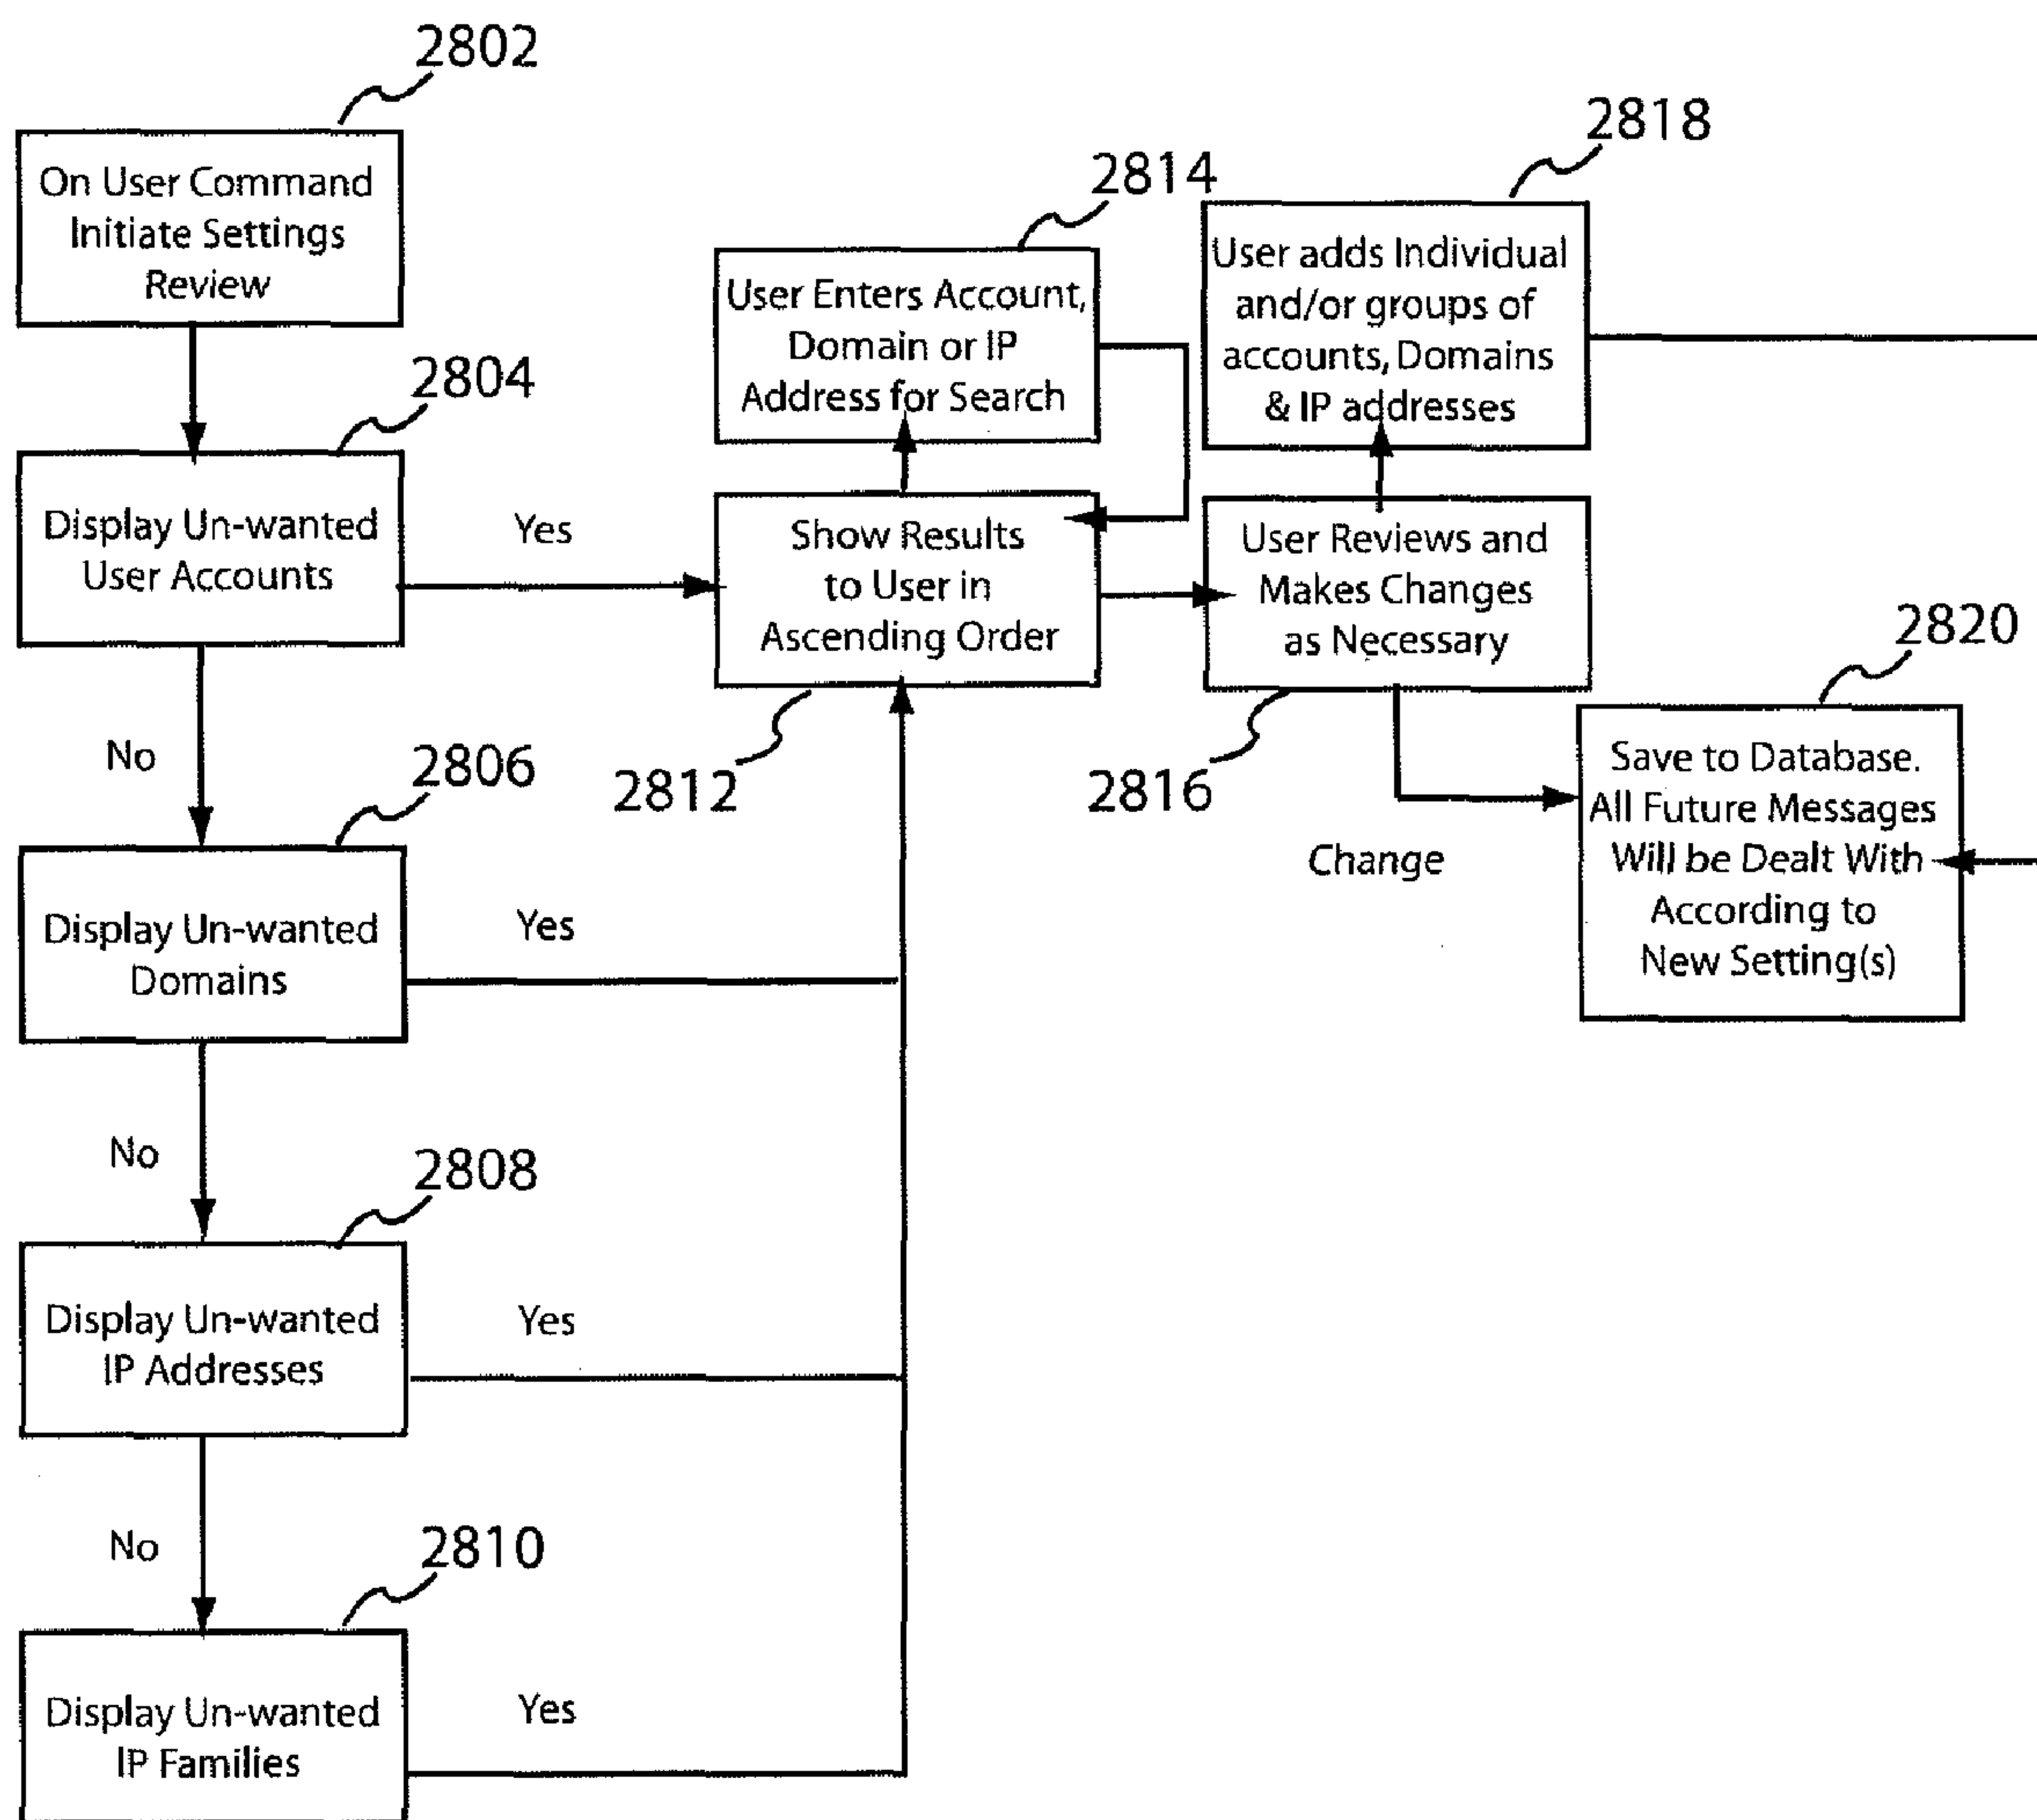 2802
On User Command
Initiate Settings
Review
2804
Display Un-wanted
User Accounts
Yes
No
2806
Display Un-wanted
Domains
Yes
No
2808
Display Un-wanted
IP Addresses
Yes
No
2810
Display Un-wanted
IP Families
Yes
2814
User Enters Account,
Domain or IP
Address for Search
Show Results
to User in
Ascending Order
2812
2818
User adds Individual
and/or groups of
accounts, Domains
& IP addresses
User Reviews and
Makes Changes
as Necessary
2816
Change
2820
Save to Database.
All Future Messages
Will be Dealt With
According to
New Setting(s)